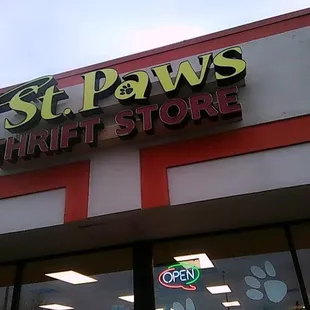 St. Paws
THRIFT STORE
OPEN